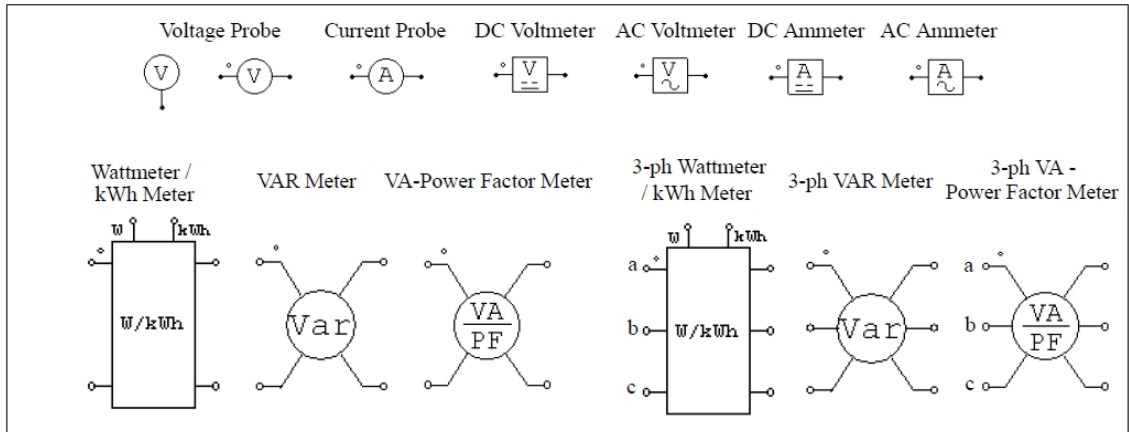 Voltage Probe Current Probe DC Voltmeter AC Voltmeter DC Ammeter AC Ammeter
V V A V V A A
Wattmeter / kWh Meter
VAR Meter
VA-Power Factor Meter
3-ph Wattmeter / kWh Meter
3-ph VAR Meter
3-ph VA - Power Factor Meter
W kWh
W/kWh
Var
VA
PF
W kWh
a
b
c
W/kWh
Var
a
b
c
VA
PF